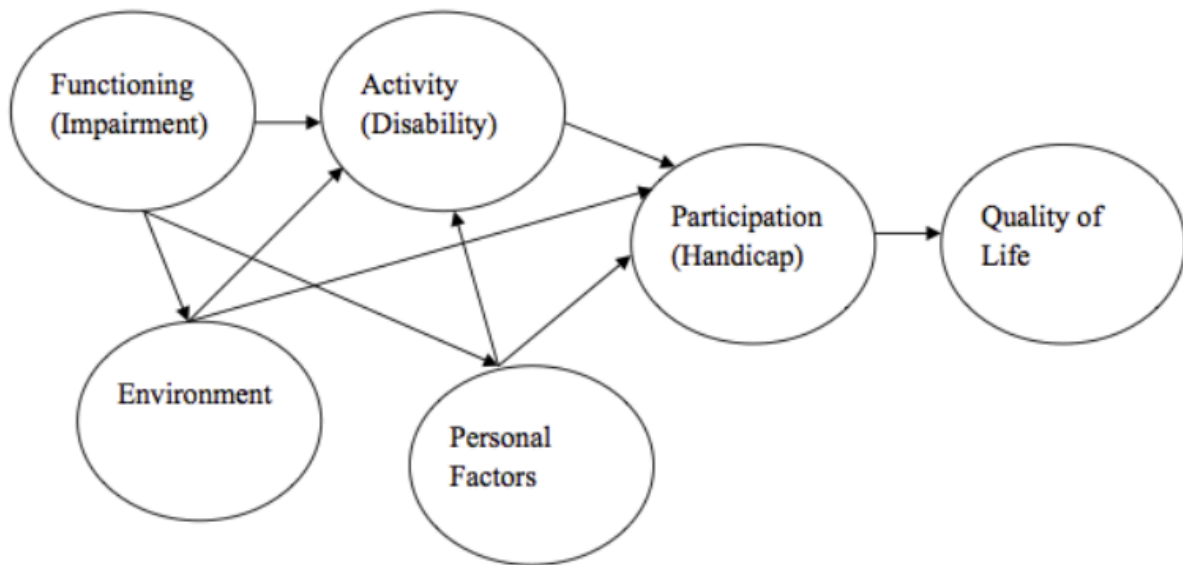 Functioning
(Impairment)
Activity
(Disability)
Participation
(Handicap)
Quality of
Life
Environment
Personal
Factors